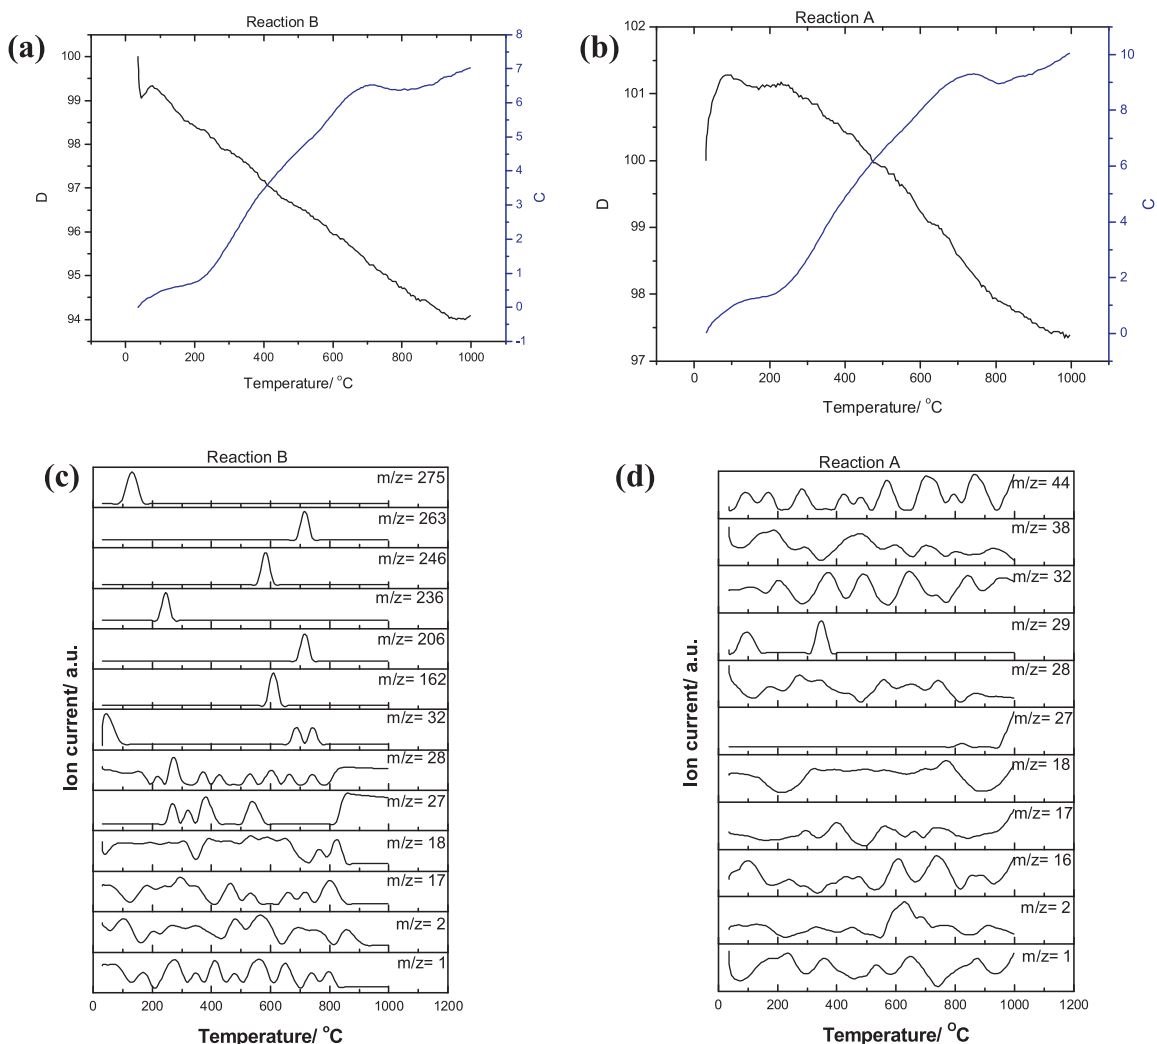 (a)
Reaction B
100
99
98
97
96
95
94
D
8
7
6
5
4
3
2
1
0
-1
C
0 200 400 600 800 1000
Temperature/ °C
(b)
Reaction A
102
101
100
99
98
97
D
10
8
6
4
2
0
C
0 200 400 600 800 1000
Temperature/ °C
(c)
Reaction B
m/z= 275
m/z= 263
m/z= 246
m/z= 236
m/z= 206
m/z= 162
m/z= 32
m/z= 28
m/z= 27
m/z= 18
m/z= 17
m/z= 2
m/z= 1
Ion current/ a.u.
0 200 400 600 800 1000 1200
Temperature/ °C
(d)
Reaction A
m/z= 44
m/z= 38
m/z= 32
m/z= 29
m/z= 28
m/z= 27
m/z= 18
m/z= 17
m/z= 16
m/z= 2
m/z= 1
Ion current/ a.u.
0 200 400 600 800 1000 1200
Temperature/ °C